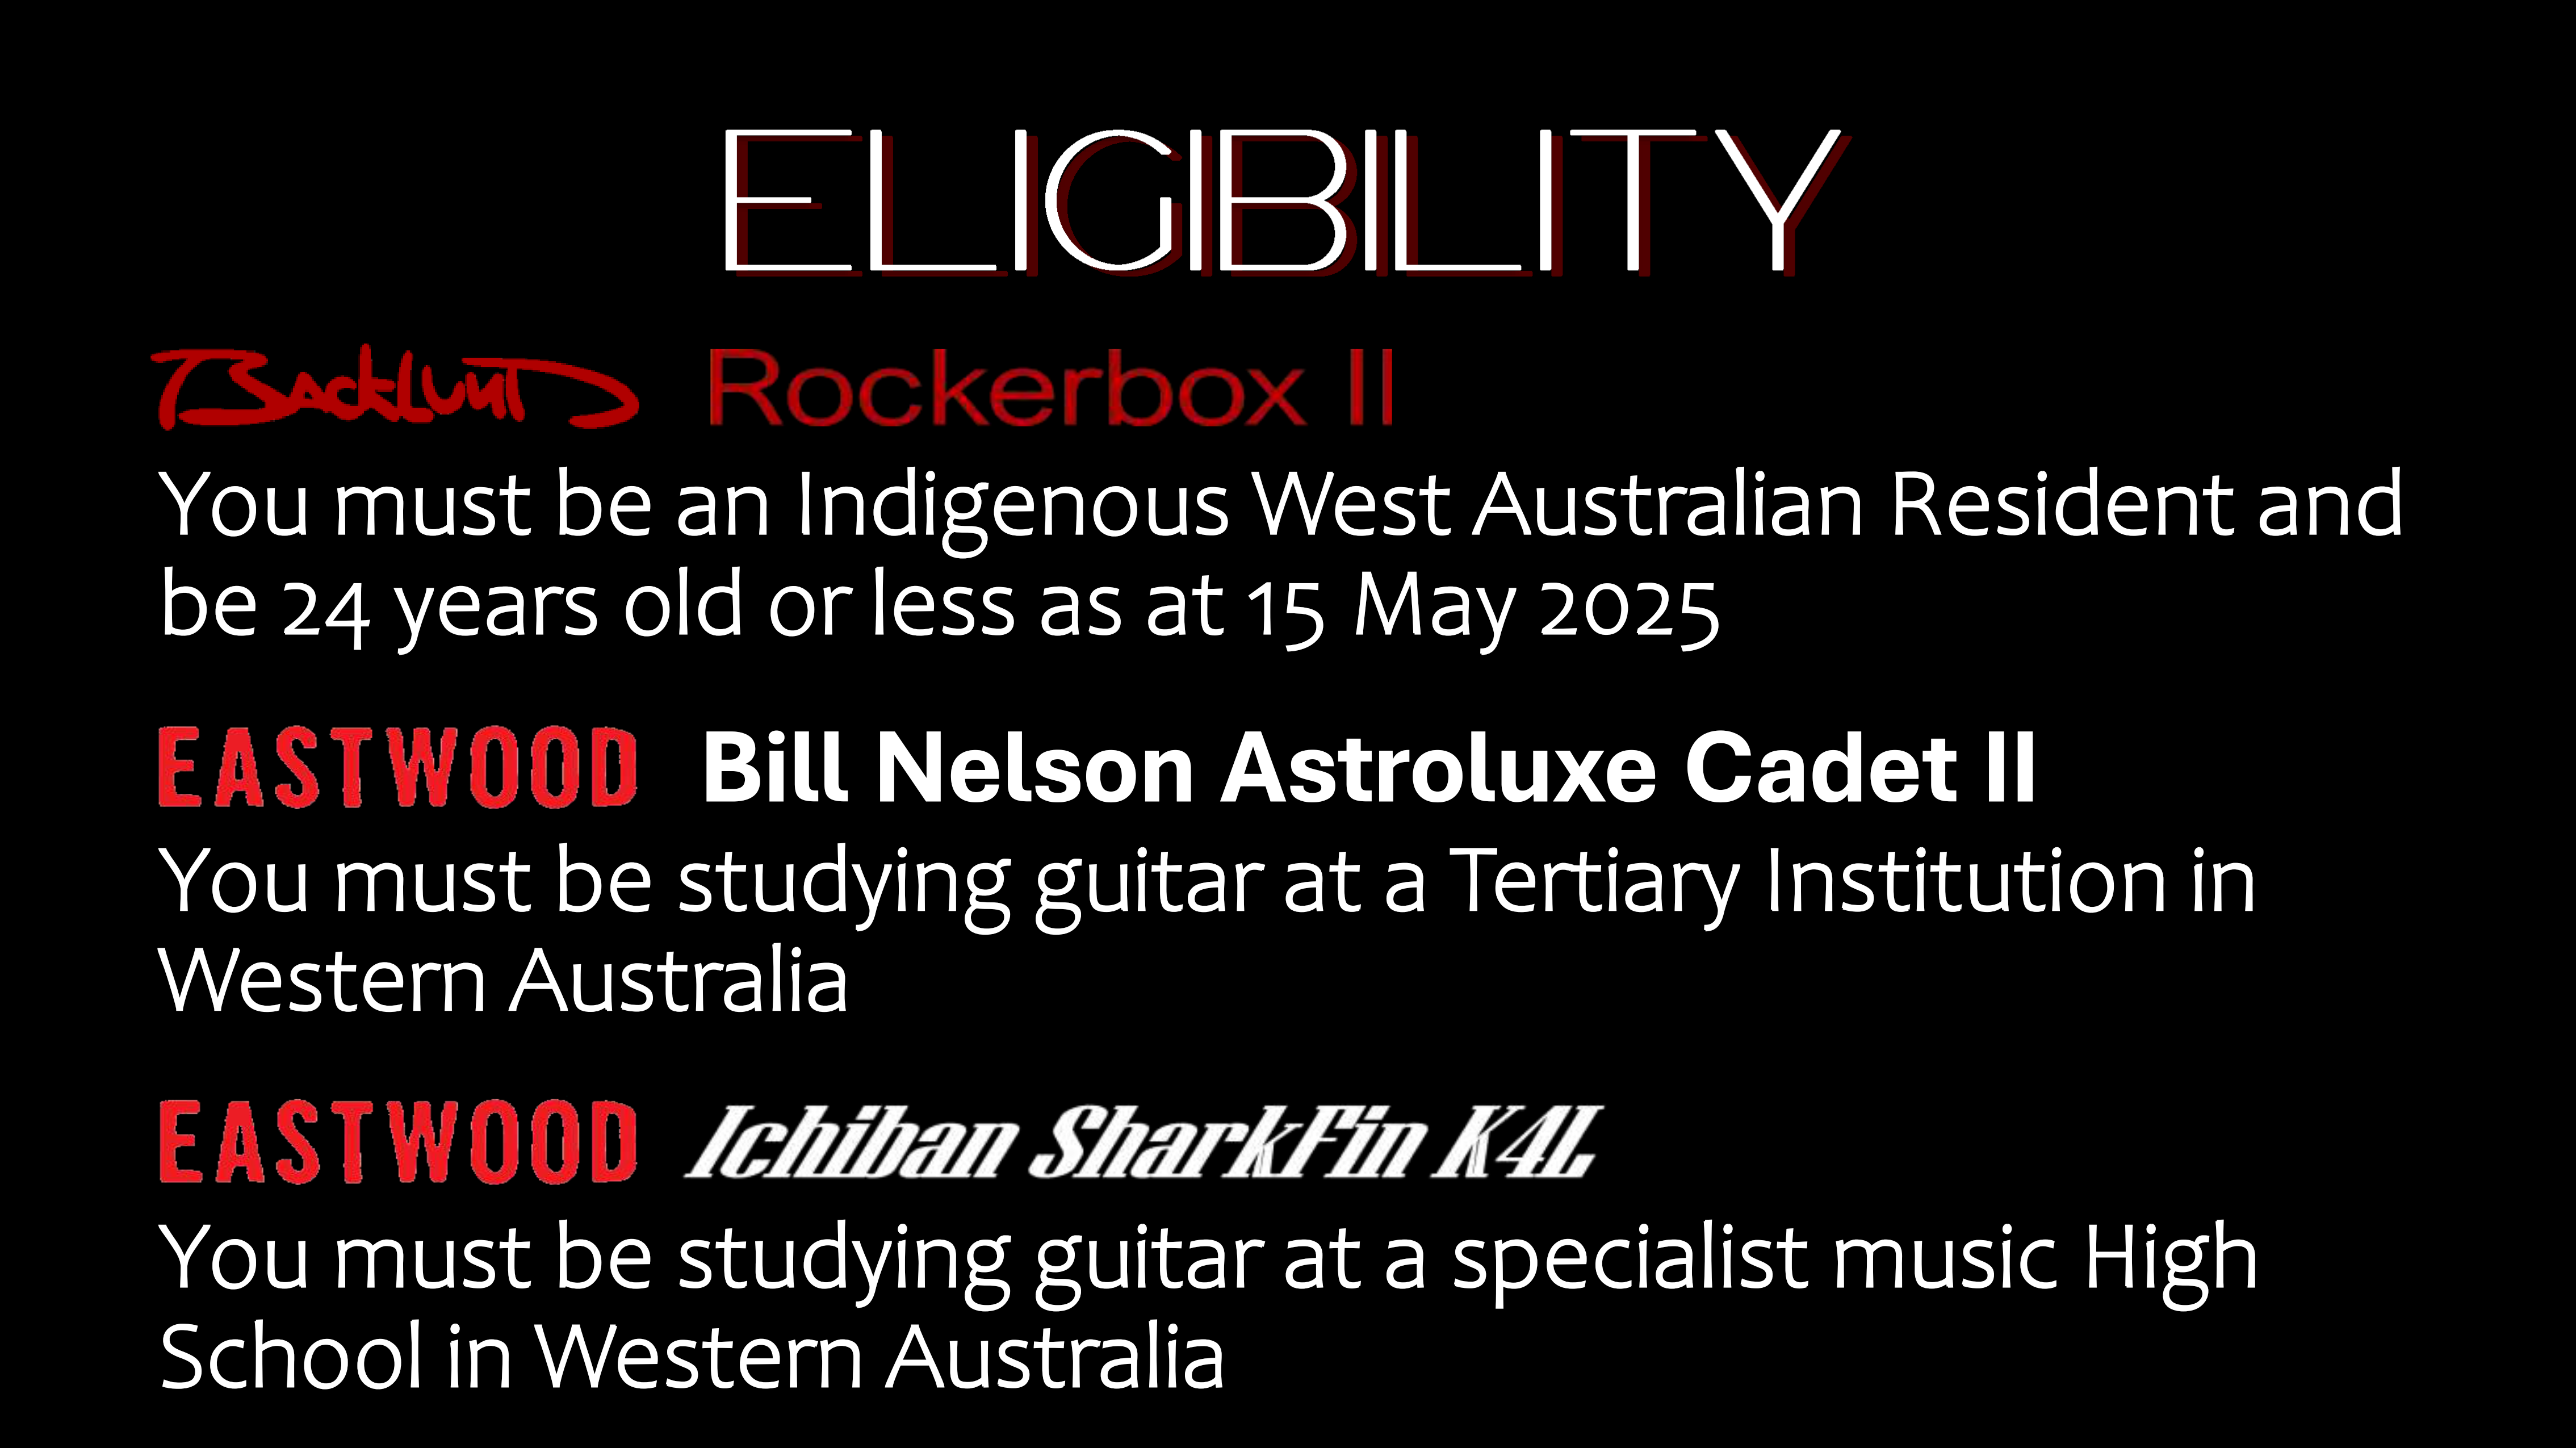 ELIGIBILITY
Backlund Rockerbox II
You must be an Indigenous West Australian Resident and
be 24 years old or less as at 15 May 2025
EASTWOOD Bill Nelson Astroluxe Cadet II
You must be studying guitar at a Tertiary Institution in
Western Australia
EASTWOOD Ichiban SharkFin K4L
You must be studying guitar at a specialist music High
School in Western Australia